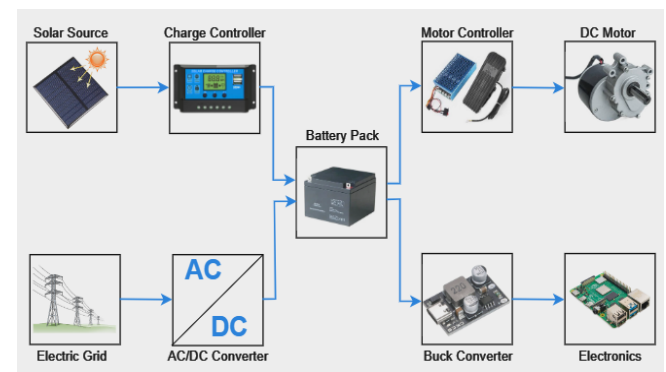 Solar Source
Charge Controller
Motor Controller
DC Motor
Battery Pack
AC
DC
Electric Grid
AC/DC Converter
Buck Converter
Electronics